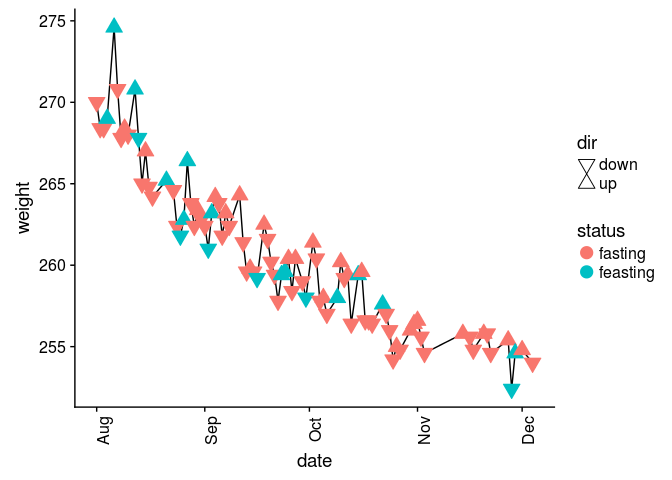 275
270
265
260
255
weight
Aug
Sep
Oct
Nov
Dec
date
dir
down
up
status
fasting
feasting